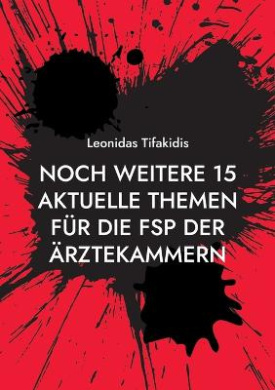 Leonidas Tifakidis
NOCH WEITERE 15
AKTUELLE THEMEN
FÜR DIE FSP DER
ÄRZTEKAMMERN